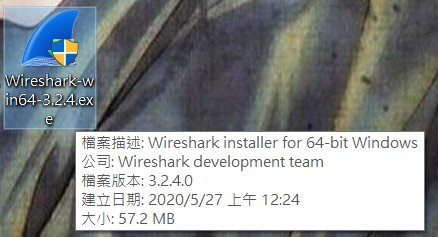 Wireshark-w
in64-3.2.4.ex
e
檔案描述: Wireshark installer for 64-bit Windows
公司: Wireshark development team
檔案版本: 3.2.4.0
建立日期: 2020/5/27 上午 12:24
大小: 57.2 MB